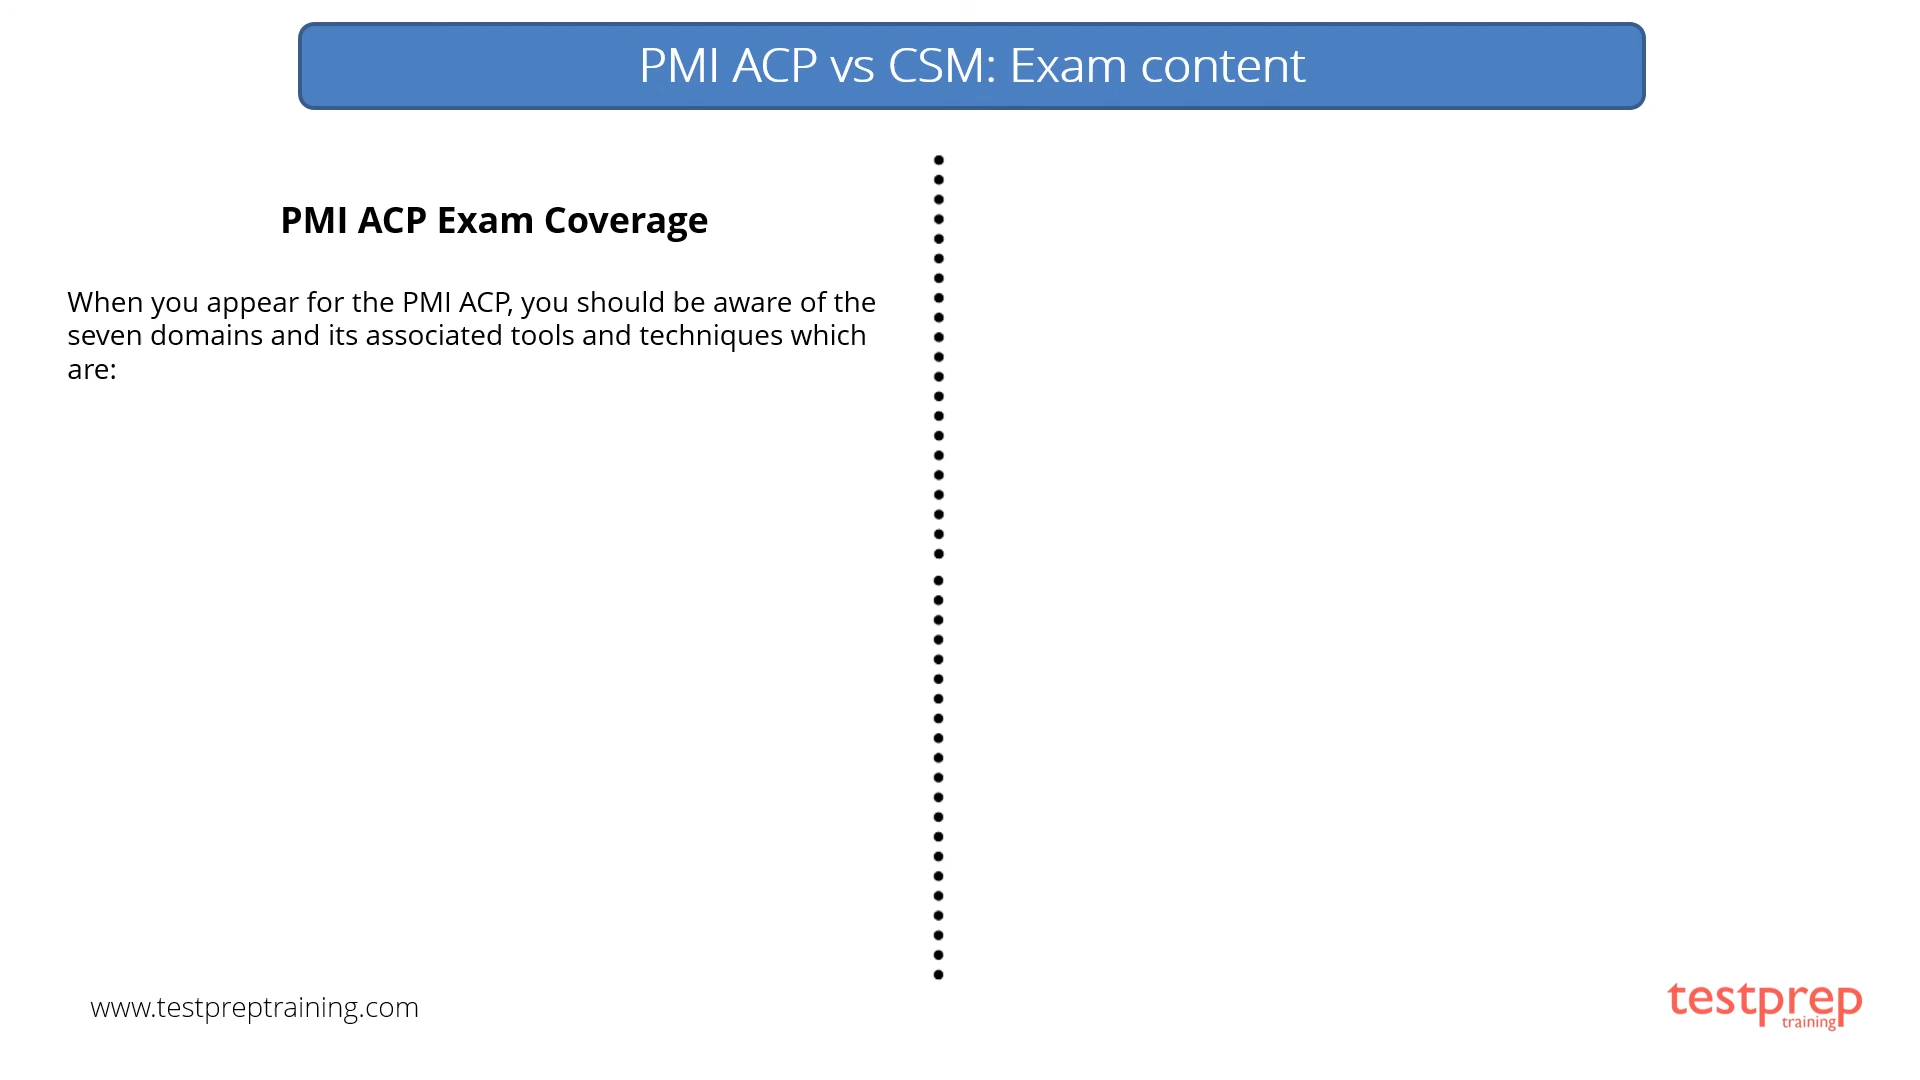 PMI ACP vs CSM: Exam content
PMI ACP Exam Coverage
When you appear for the PMI ACP, you should be aware of the
seven domains and its associated tools and techniques which
are:
www.testpreptraining.com
testprep
training